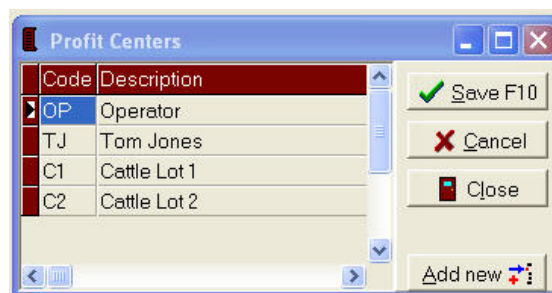 Profit Centers
Code Description
OP Operator
TJ Tom Jones
C1 Cattle Lot 1
C2 Cattle Lot 2
Save F10
Cancel
Close
Add new